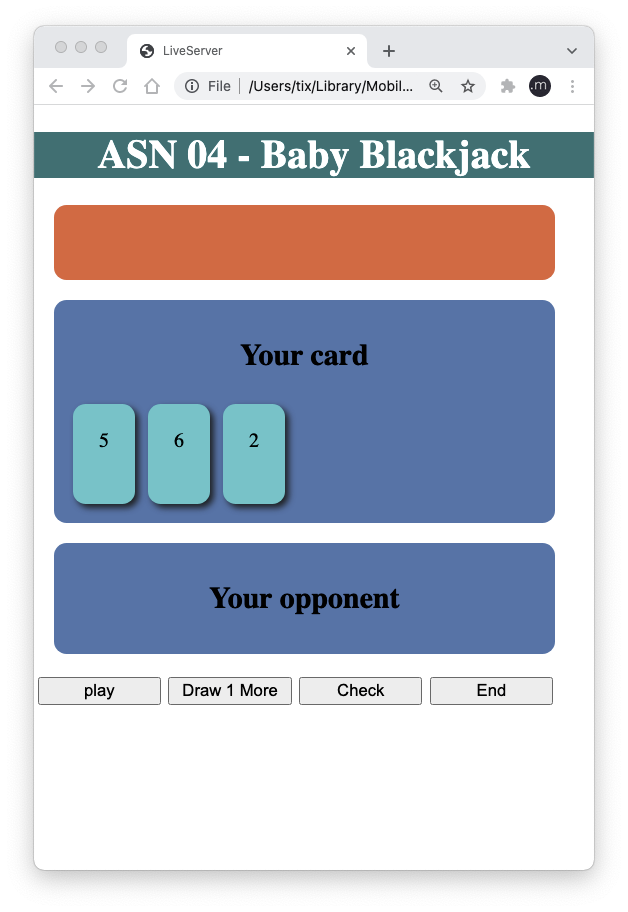 LiveServer
File | /Users/tix/Library/Mobil...
.m
ASN 04 - Baby Blackjack
Your card
5 6 2
Your opponent
play Draw 1 More Check End